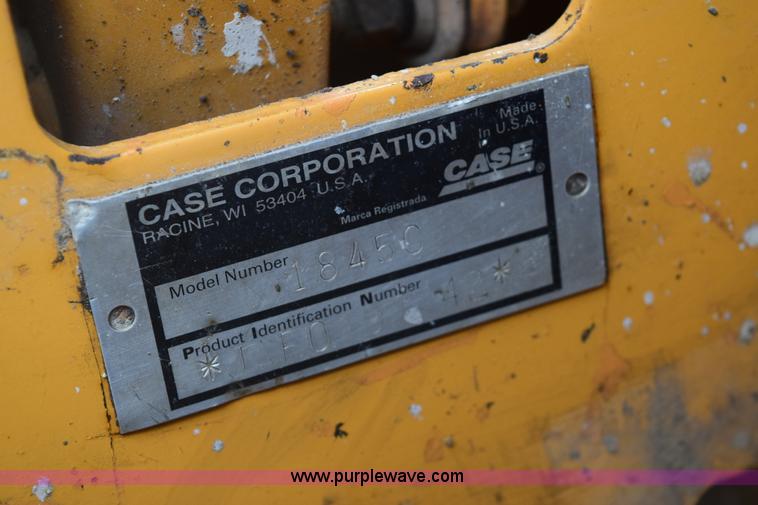 CASE CORPORATION
RACINE, WI 53404 U.S.A.
Made
In U.S.A.
CASE®
Marca Registrada
Model Number
1845C
Product Identification Number
www.purplewave.com